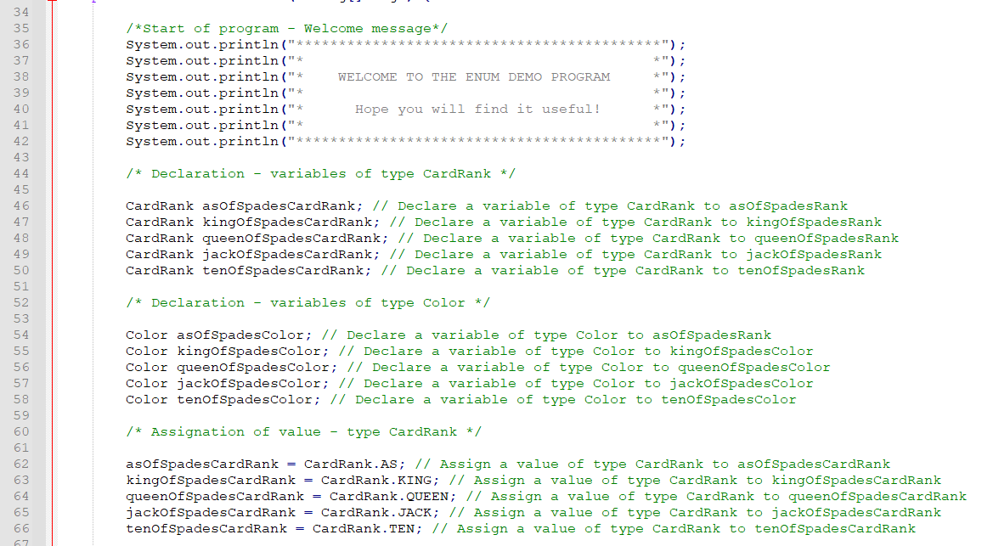 34
35 /*Start of program - Welcome message*/
36 System.out.println("*******************************************");
37 System.out.println("*                                         *");
38 System.out.println("*    WELCOME TO THE ENUM DEMO PROGRAM     *");
39 System.out.println("*                                         *");
40 System.out.println("*      Hope you will find it useful!      *");
41 System.out.println("*                                         *");
42 System.out.println("*******************************************");
43
44 /* Declaration - variables of type CardRank */
45
46 CardRank asOfSpadesCardRank; // Declare a variable of type CardRank to asOfSpadesRank
47 CardRank kingOfSpadesCardRank; // Declare a variable of type CardRank to kingOfSpadesRank
48 CardRank queenOfSpadesCardRank; // Declare a variable of type CardRank to queenOfSpadesRank
49 CardRank jackOfSpadesCardRank; // Declare a variable of type CardRank to jackOfSpadesRank
50 CardRank tenOfSpadesCardRank; // Declare a variable of type CardRank to tenOfSpadesRank
51
52 /* Declaration - variables of type Color */
53
54 Color asOfSpadesColor; // Declare a variable of type Color to asOfSpadesRank
55 Color kingOfSpadesColor; // Declare a variable of type Color to kingOfSpadesColor
56 Color queenOfSpadesColor; // Declare a variable of type Color to queenOfSpadesColor
57 Color jackOfSpadesColor; // Declare a variable of type Color to jackOfSpadesColor
58 Color tenOfSpadesColor; // Declare a variable of type Color to tenOfSpadesColor
59
60 /* Assignation of value - type CardRank */
61
62 asOfSpadesCardRank = CardRank.AS; // Assign a value of type CardRank to asOfSpadesCardRank
63 kingOfSpadesCardRank = CardRank.KING; // Assign a value of type CardRank to kingOfSpadesCardRank
64 queenOfSpadesCardRank = CardRank.QUEEN; // Assign a value of type CardRank to queenOfSpadesCardRank
65 jackOfSpadesCardRank = CardRank.JACK; // Assign a value of type CardRank to jackOfSpadesCardRank
66 tenOfSpadesCardRank = CardRank.TEN; // Assign a value of type CardRank to tenOfSpadesCardRank
67